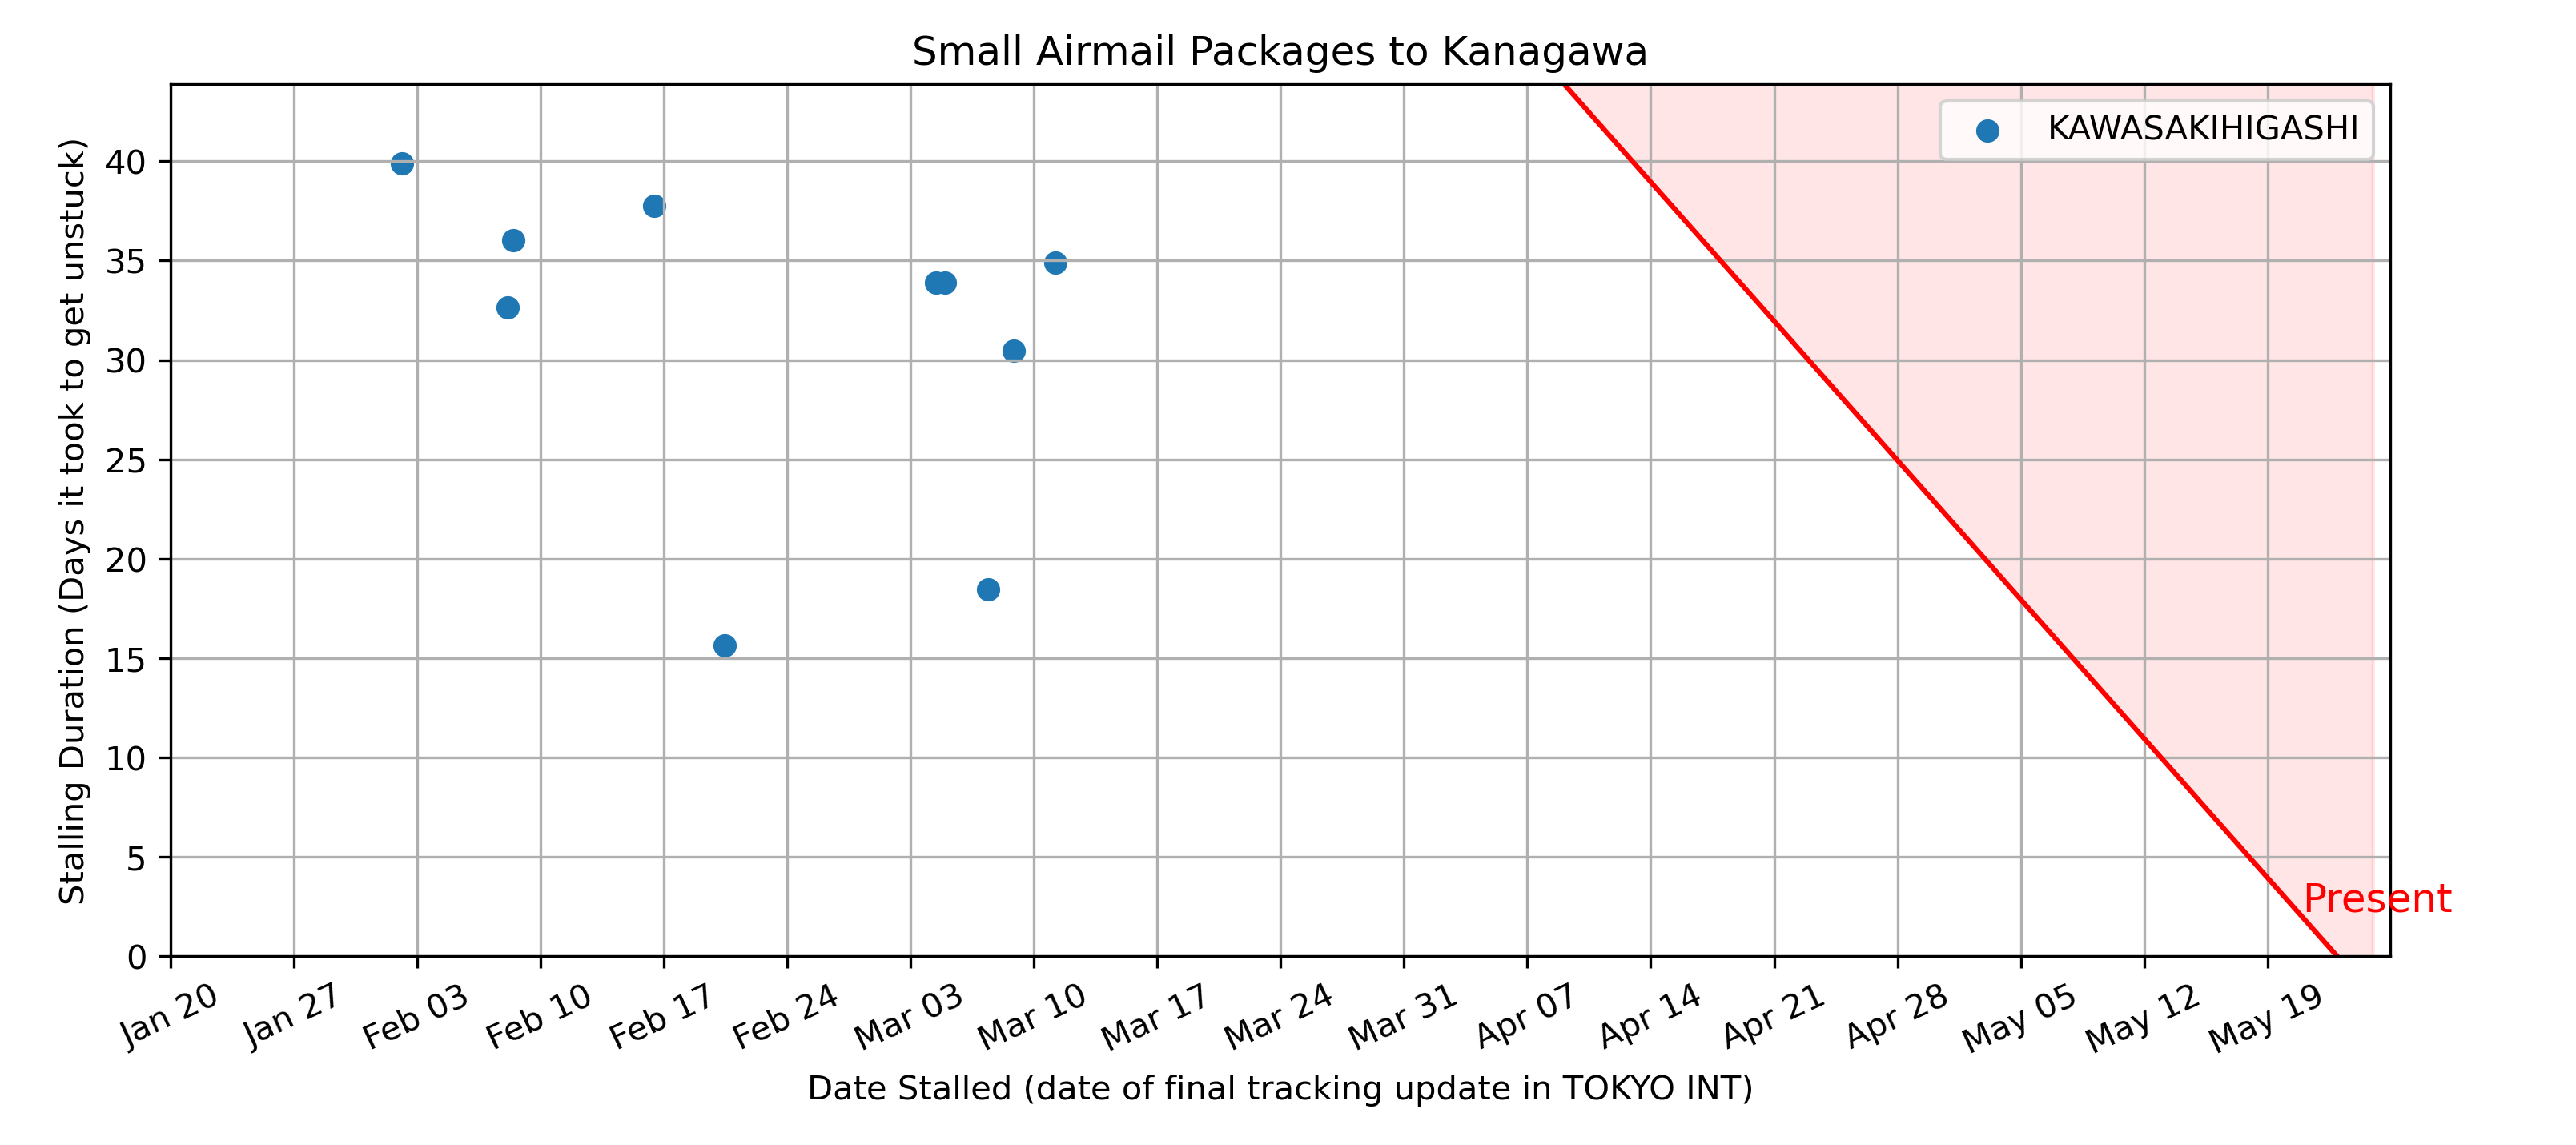 Small Airmail Packages to Kanagawa
KAWASAKIHIGASHI
Stalling Duration (Days it took to get unstuck)
40
35
30
25
20
15
10
5
0
Present
Jan 20
Jan 27
Feb 03
Feb 10
Feb 17
Feb 24
Mar 03
Mar 10
Mar 17
Mar 24
Mar 31
Apr 07
Apr 14
Apr 21
Apr 28
May 05
May 12
May 19
Date Stalled (date of final tracking update in TOKYO INT)